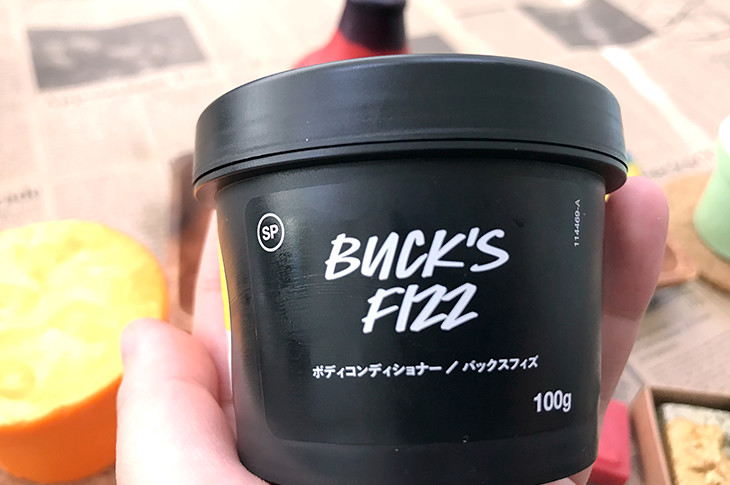 SP
BUCK'S
FIZZ
ボディコンディショナー / バックスフィズ
100g
114469-A